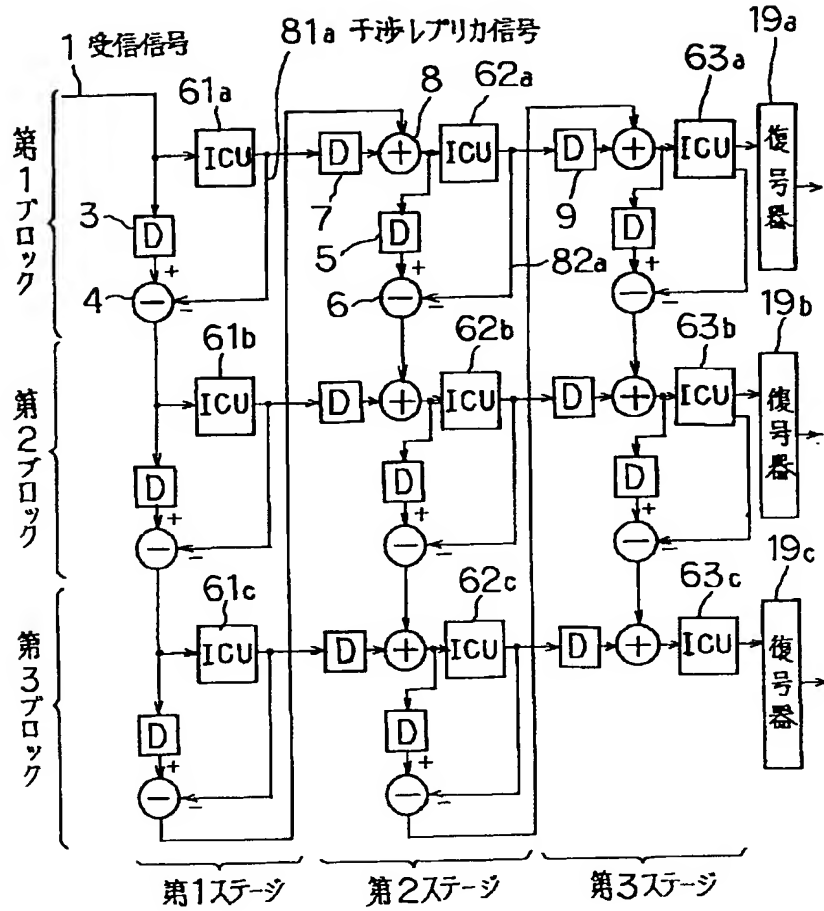 1 受信信号
81a 干渉レプリカ信号
19a
61a
8
62a
63a
第1ブロック
ICU
D
+
ICU
D
+
ICU
復号器
3
D
7
5
D
9
D
+
+
+
82a
4
−
−
6
−
−
−
−
19b
61b
62b
63b
第2ブロック
ICU
D
+
ICU
D
+
ICU
復号器
D
D
D
+
+
+
−
−
−
−
−
−
19c
61c
62c
63c
第3ブロック
ICU
D
+
ICU
D
+
ICU
復号器
D
D
+
+
−
−
−
−
第1ステージ
第2ステージ
第3ステージ